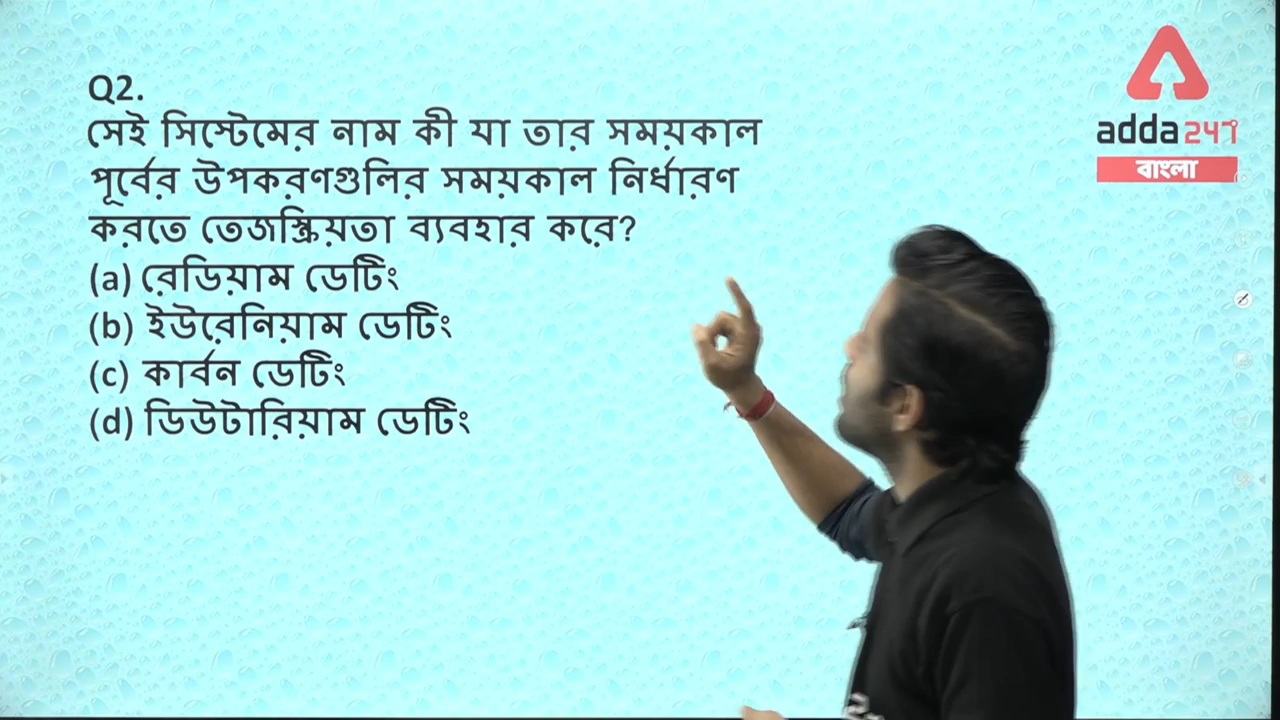 Q2.
সেই সিস্টেমের নাম কী যা তার সময়কাল
পূর্বের উপকরণগুলির সময়কাল নির্ধারণ
করতে তেজস্ক্রিয়তা ব্যবহার করে?
(a) রেডিয়াম ডেটিং
(b) ইউরেনিয়াম ডেটিং
(c) কার্বন ডেটিং
(d) ডিউটারিয়াম ডেটিং
adda247
বাংলা